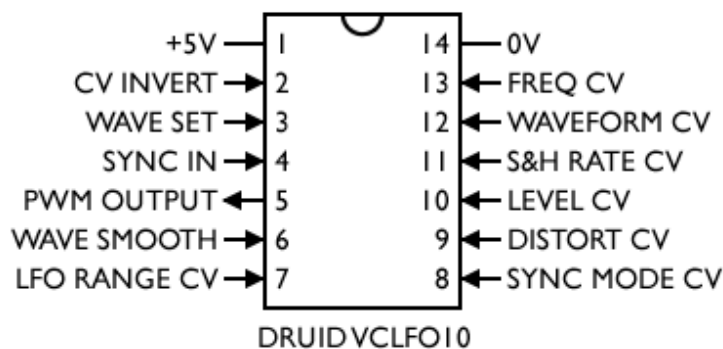 +5V 1 14 0V
CV INVERT 2 13 FREQ CV
WAVE SET 3 12 WAVEFORM CV
SYNC IN 4 11 S&H RATE CV
PWM OUTPUT 5 10 LEVEL CV
WAVE SMOOTH 6 9 DISTORT CV
LFO RANGE CV 7 8 SYNC MODE CV
DRUID VCLFO10